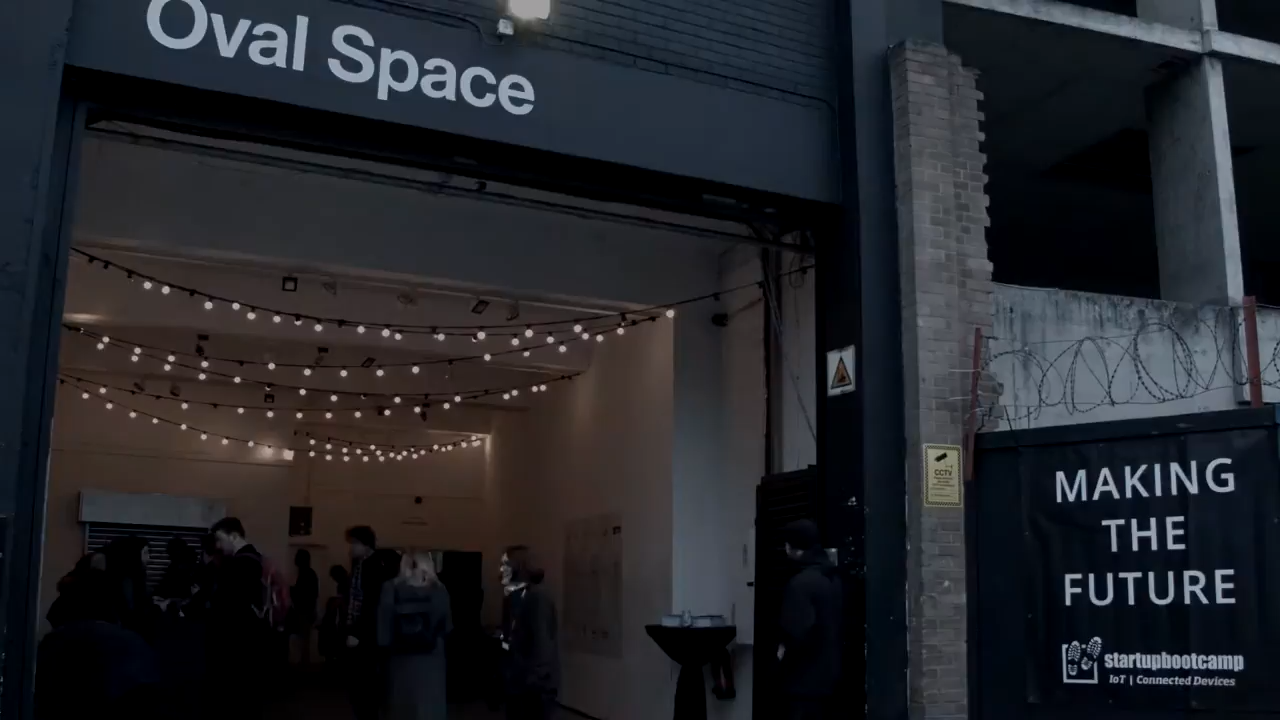 Oval Space
CCTV
MAKING
THE
FUTURE
startupbootcamp
IoT | Connected Devices